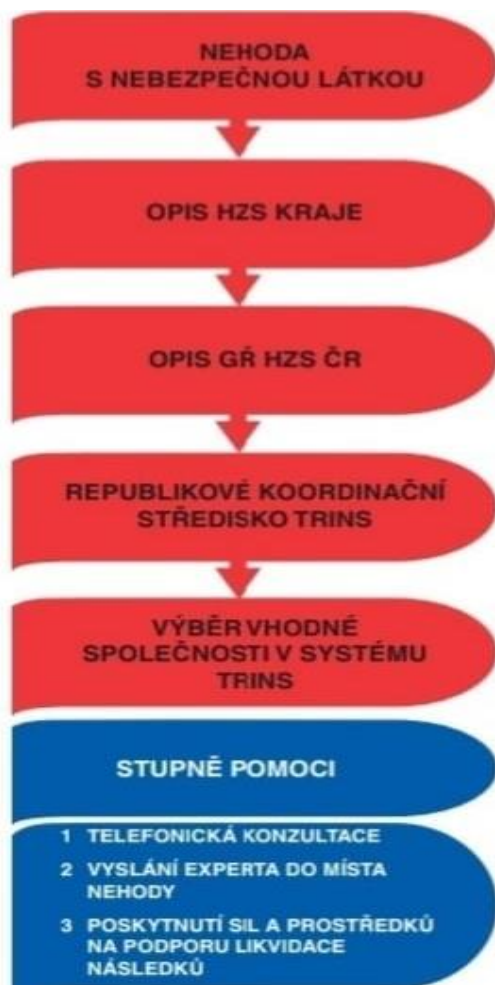 NEHODA
S NEBEZPEČNOU LÁTKOU
OPIS HZS KRAJE
OPIS GŘ HZS ČR
REPUBLIKOVÉ KOORDINAČNÍ
STŘEDISKO TRINS
VÝBĚR VHODNÉ
SPOLEČNOSTI V SYSTÉMU
TRINS
STUPNĚ POMOCI
1 TELEFONICKÁ KONZULTACE
2 VYSLÁNÍ EXPERTA DO MÍSTA
NEHODY
3 POSKYTNUTÍ SIL A PROSTŘEDKŮ
NA PODPORU LIKVIDACE
NÁSLEDKŮ